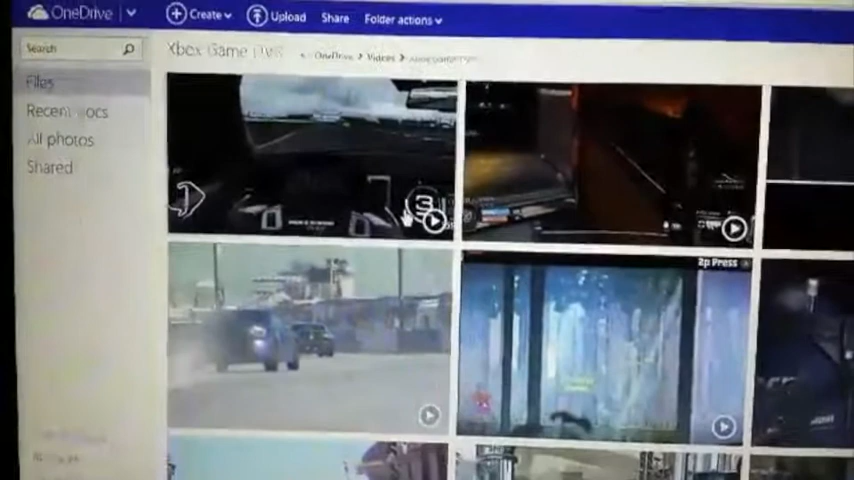 OneDrive
Create
Upload
Share
Folder actions
Search
Xbox Game DVR
OneDrive > Videos >
Files
Recent docs
All photos
Shared
3
2p Press